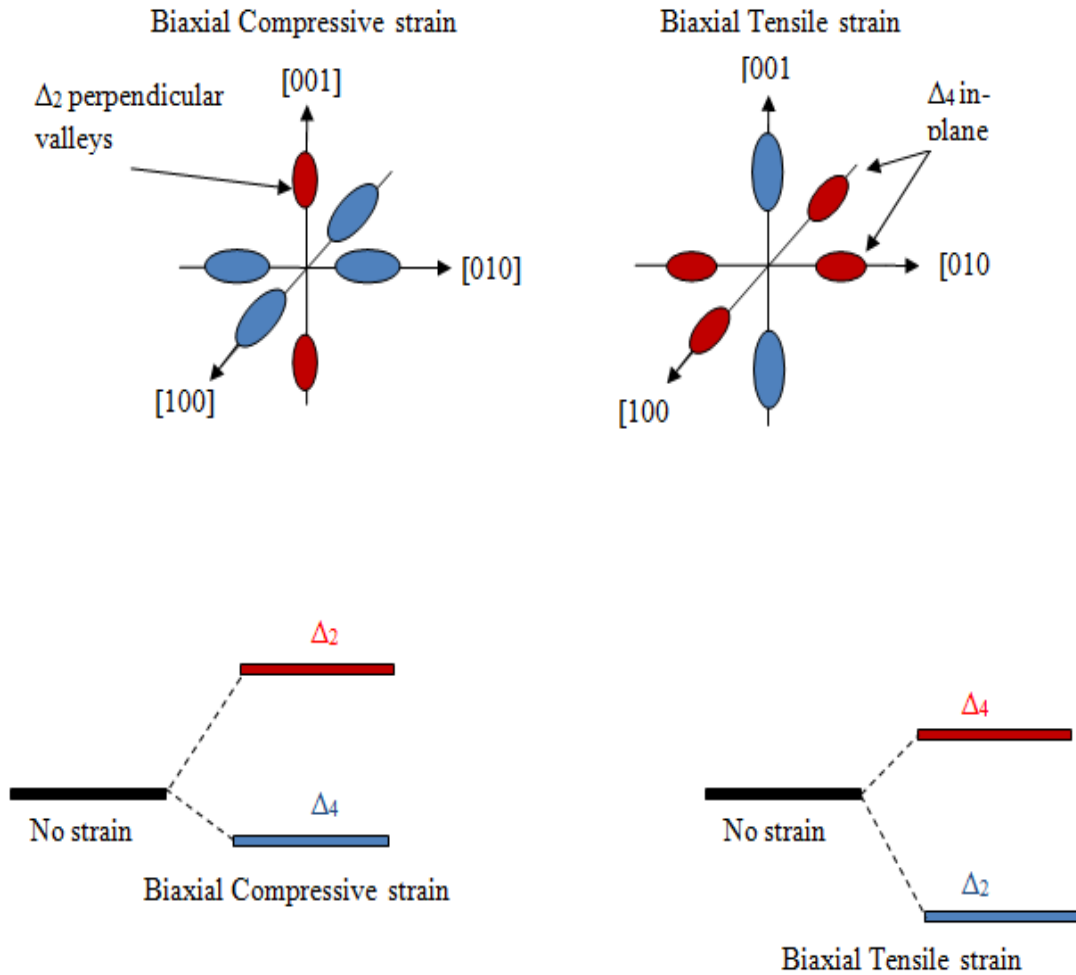 Biaxial Compressive strain
Biaxial Tensile strain
[001]
[001
Δ2 perpendicular
valleys
Δ4 in-
plane
[010]
[010
[100]
[100
Δ2
Δ4
No strain
No strain
Δ4
Δ2
Biaxial Compressive strain
Biaxial Tensile strain